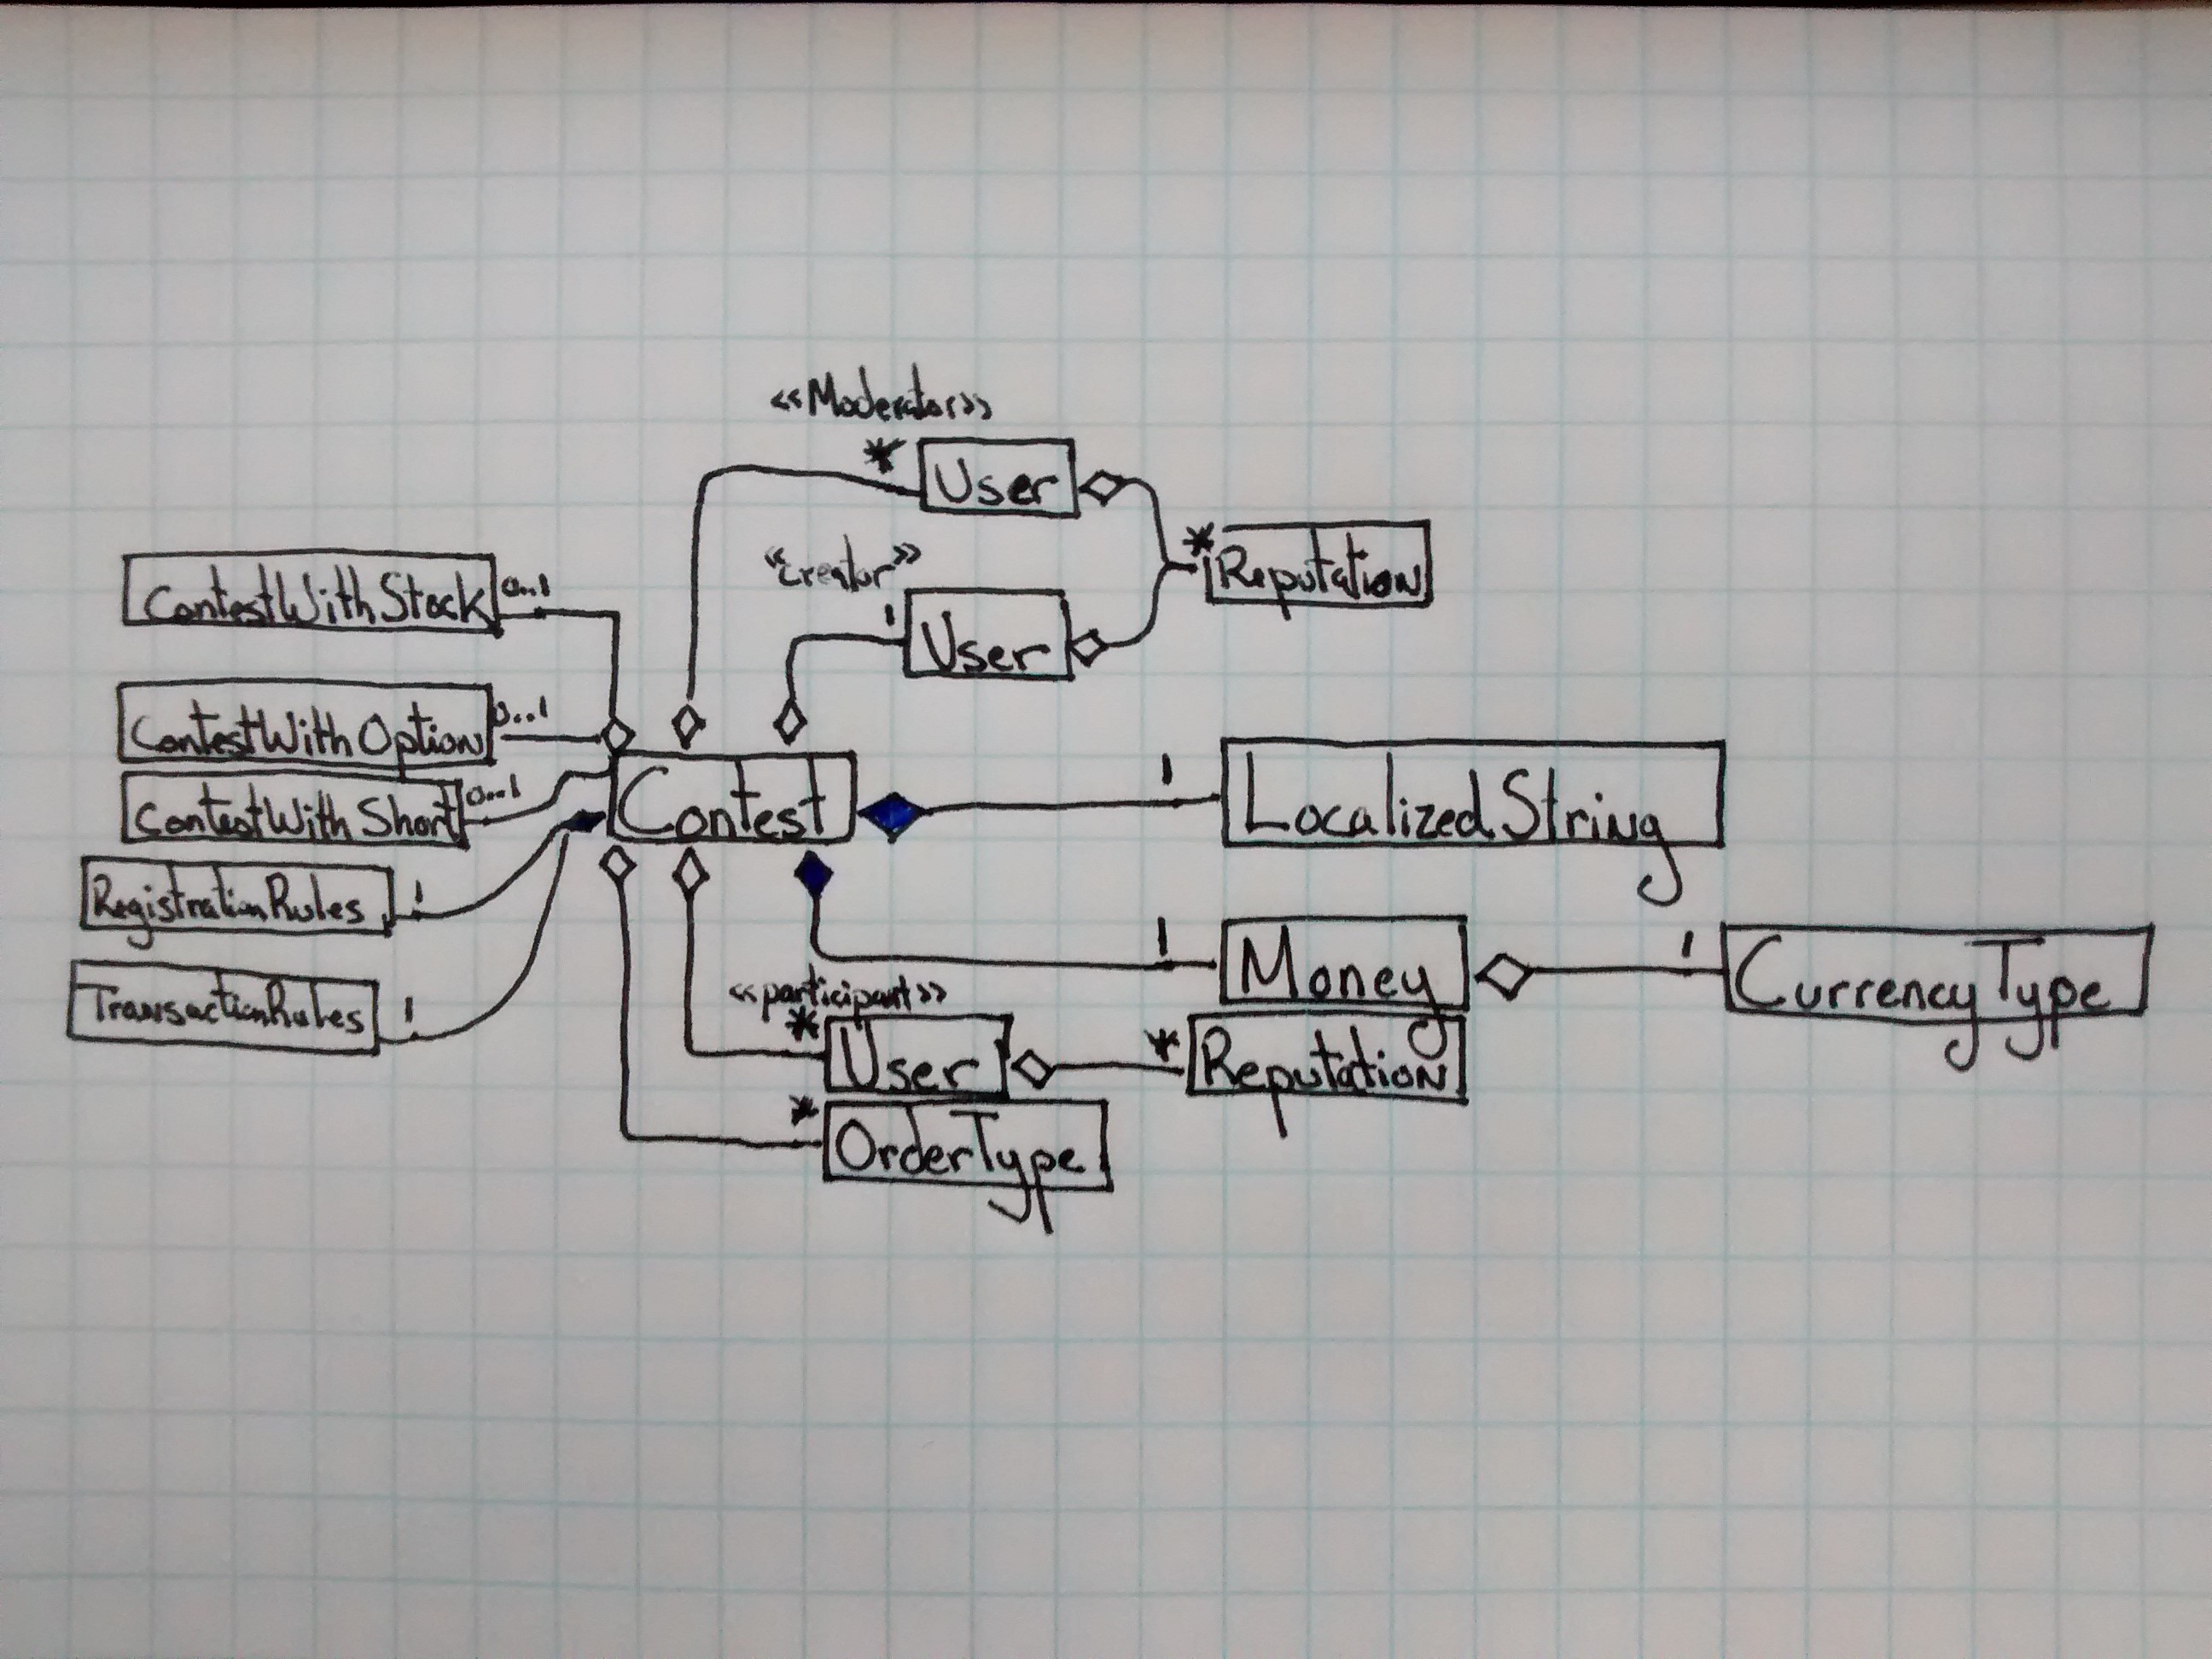 <<Moderator>>
*
User
*
Reputation
<<creator>>
1
User
ContestWithStock
0..1
ContestWithOption
0...1
ContestWithShort
0...1
RegistrationRules
1
TransactionRules
1
Contest
1
LocalizedString
1
Money
1
CurrencyType
<<participant>>
*
User
*
Reputation
*
OrderType